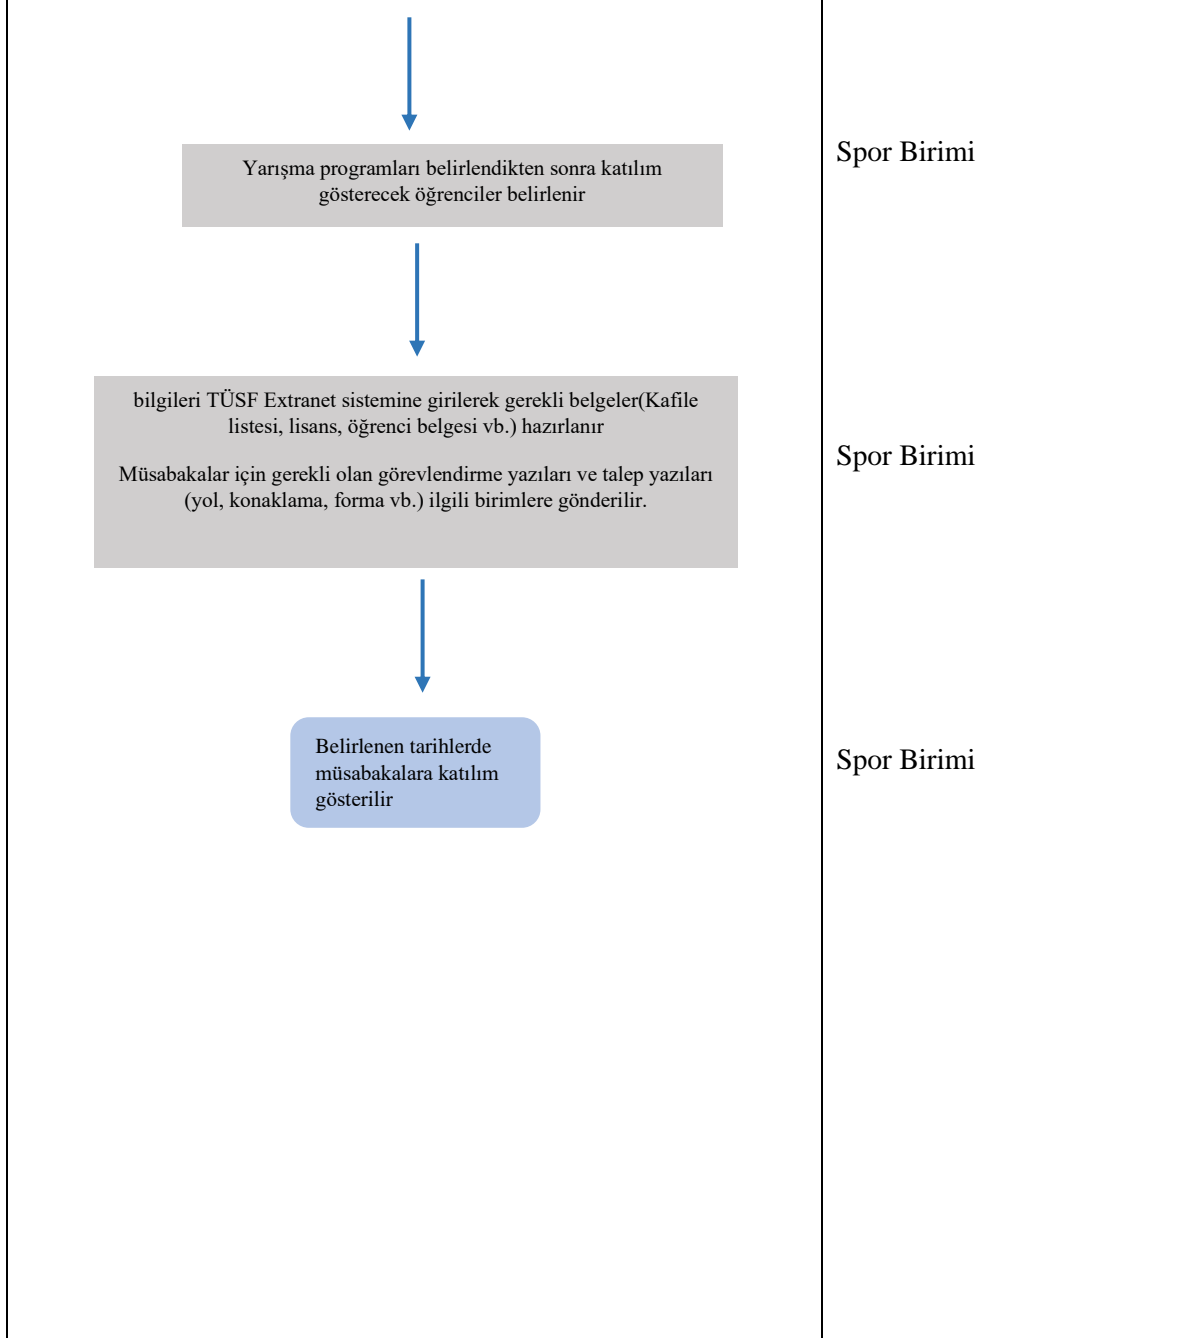 Yarışma programları belirlendikten sonra katılım
gösterecek öğrenciler belirlenir
Spor Birimi
bilgileri TÜSF Extranet sistemine girilerek gerekli belgeler(Kafile
listesi, lisans, öğrenci belgesi vb.) hazırlanır
Müsabakalar için gerekli olan görevlendirme yazıları ve talep yazıları
(yol, konaklama, forma vb.) ilgili birimlere gönderilir.
Spor Birimi
Belirlenen tarihlerde
müsabakalara katılım
gösterilir
Spor Birimi